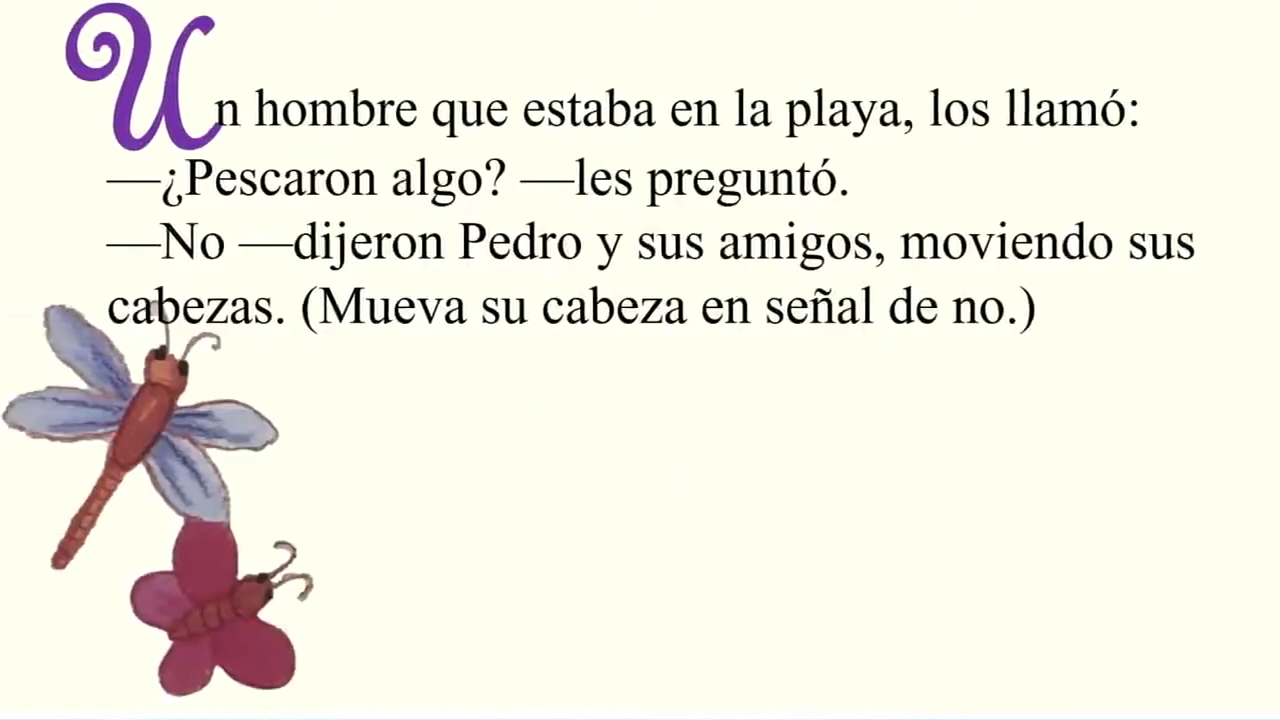 Un hombre que estaba en la playa, los llamó:
—¿Pescaron algo? —les preguntó.
—No —dijeron Pedro y sus amigos, moviendo sus
cabezas. (Mueva su cabeza en señal de no.)